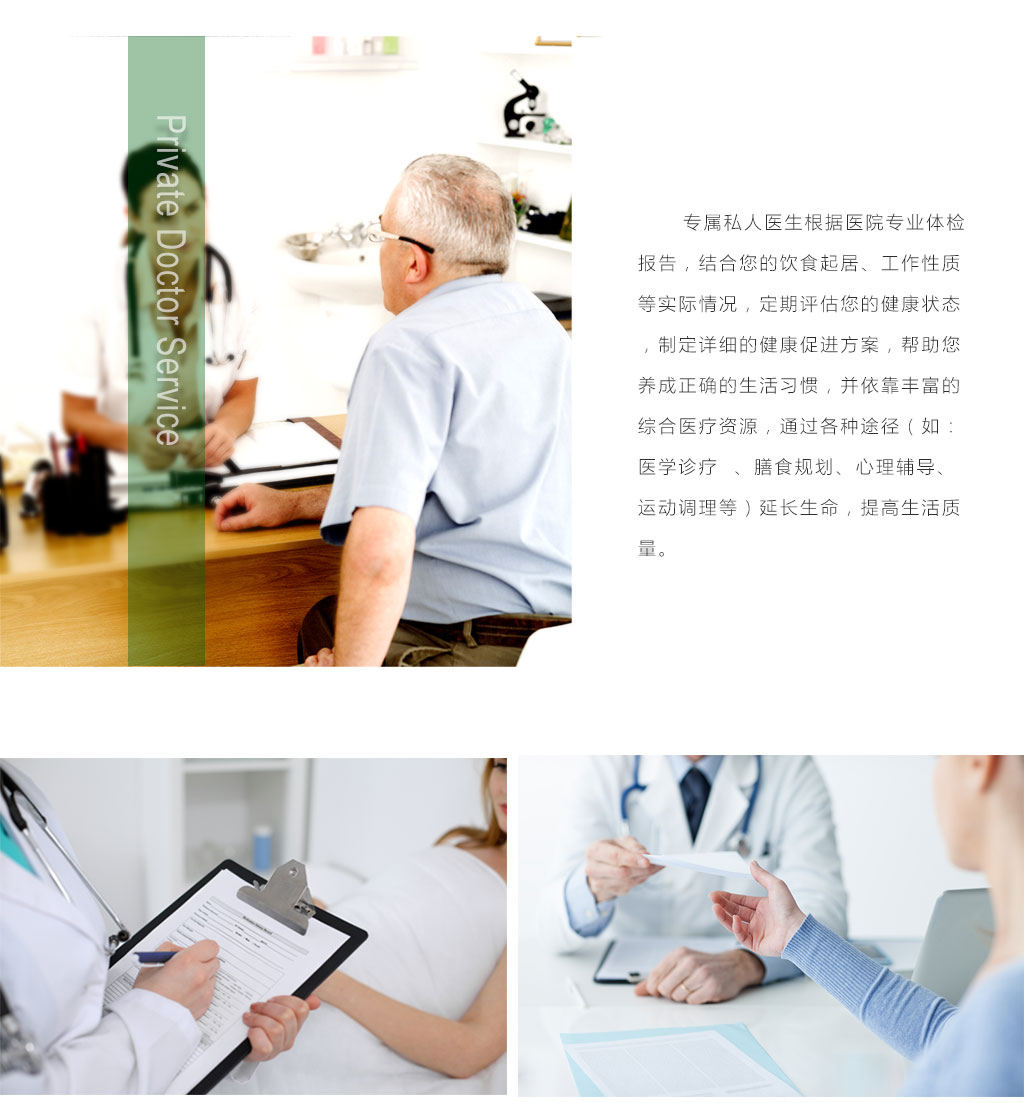 Private Doctor Service
专属私人医生根据医院专业体检
报告，结合您的饮食起居、工作性质
等实际情况，定期评估您的健康状态
，制定详细的健康促进方案，帮助您
养成正确的生活习惯，并依靠丰富的
综合医疗资源，通过各种途径（如：
医学诊疗 、膳食规划、心理辅导、
运动调理等）延长生命，提高生活质
量。